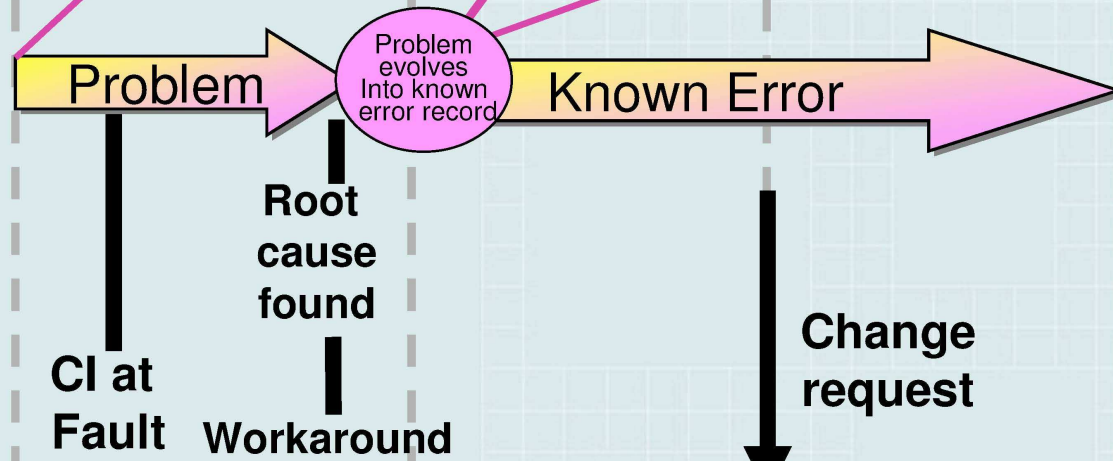 Problem
Problem
evolves
Into known
error record
Known Error
Root
cause
found
CI at
Fault
Workaround
Change
request